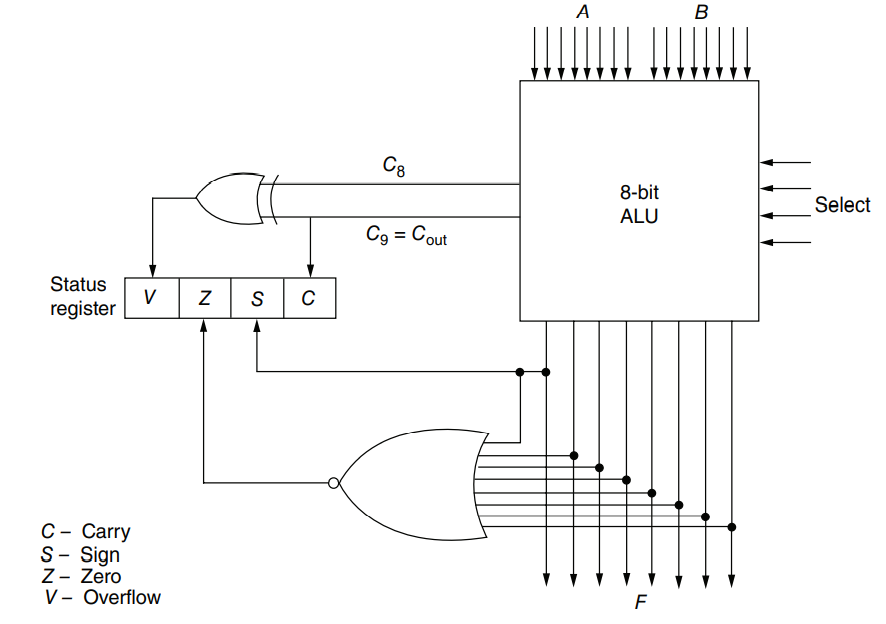 A B
C8
8-bit
ALU
Select
C9 = Cout
Status
register
V Z S C
C – Carry
S – Sign
Z – Zero
V – Overflow
F